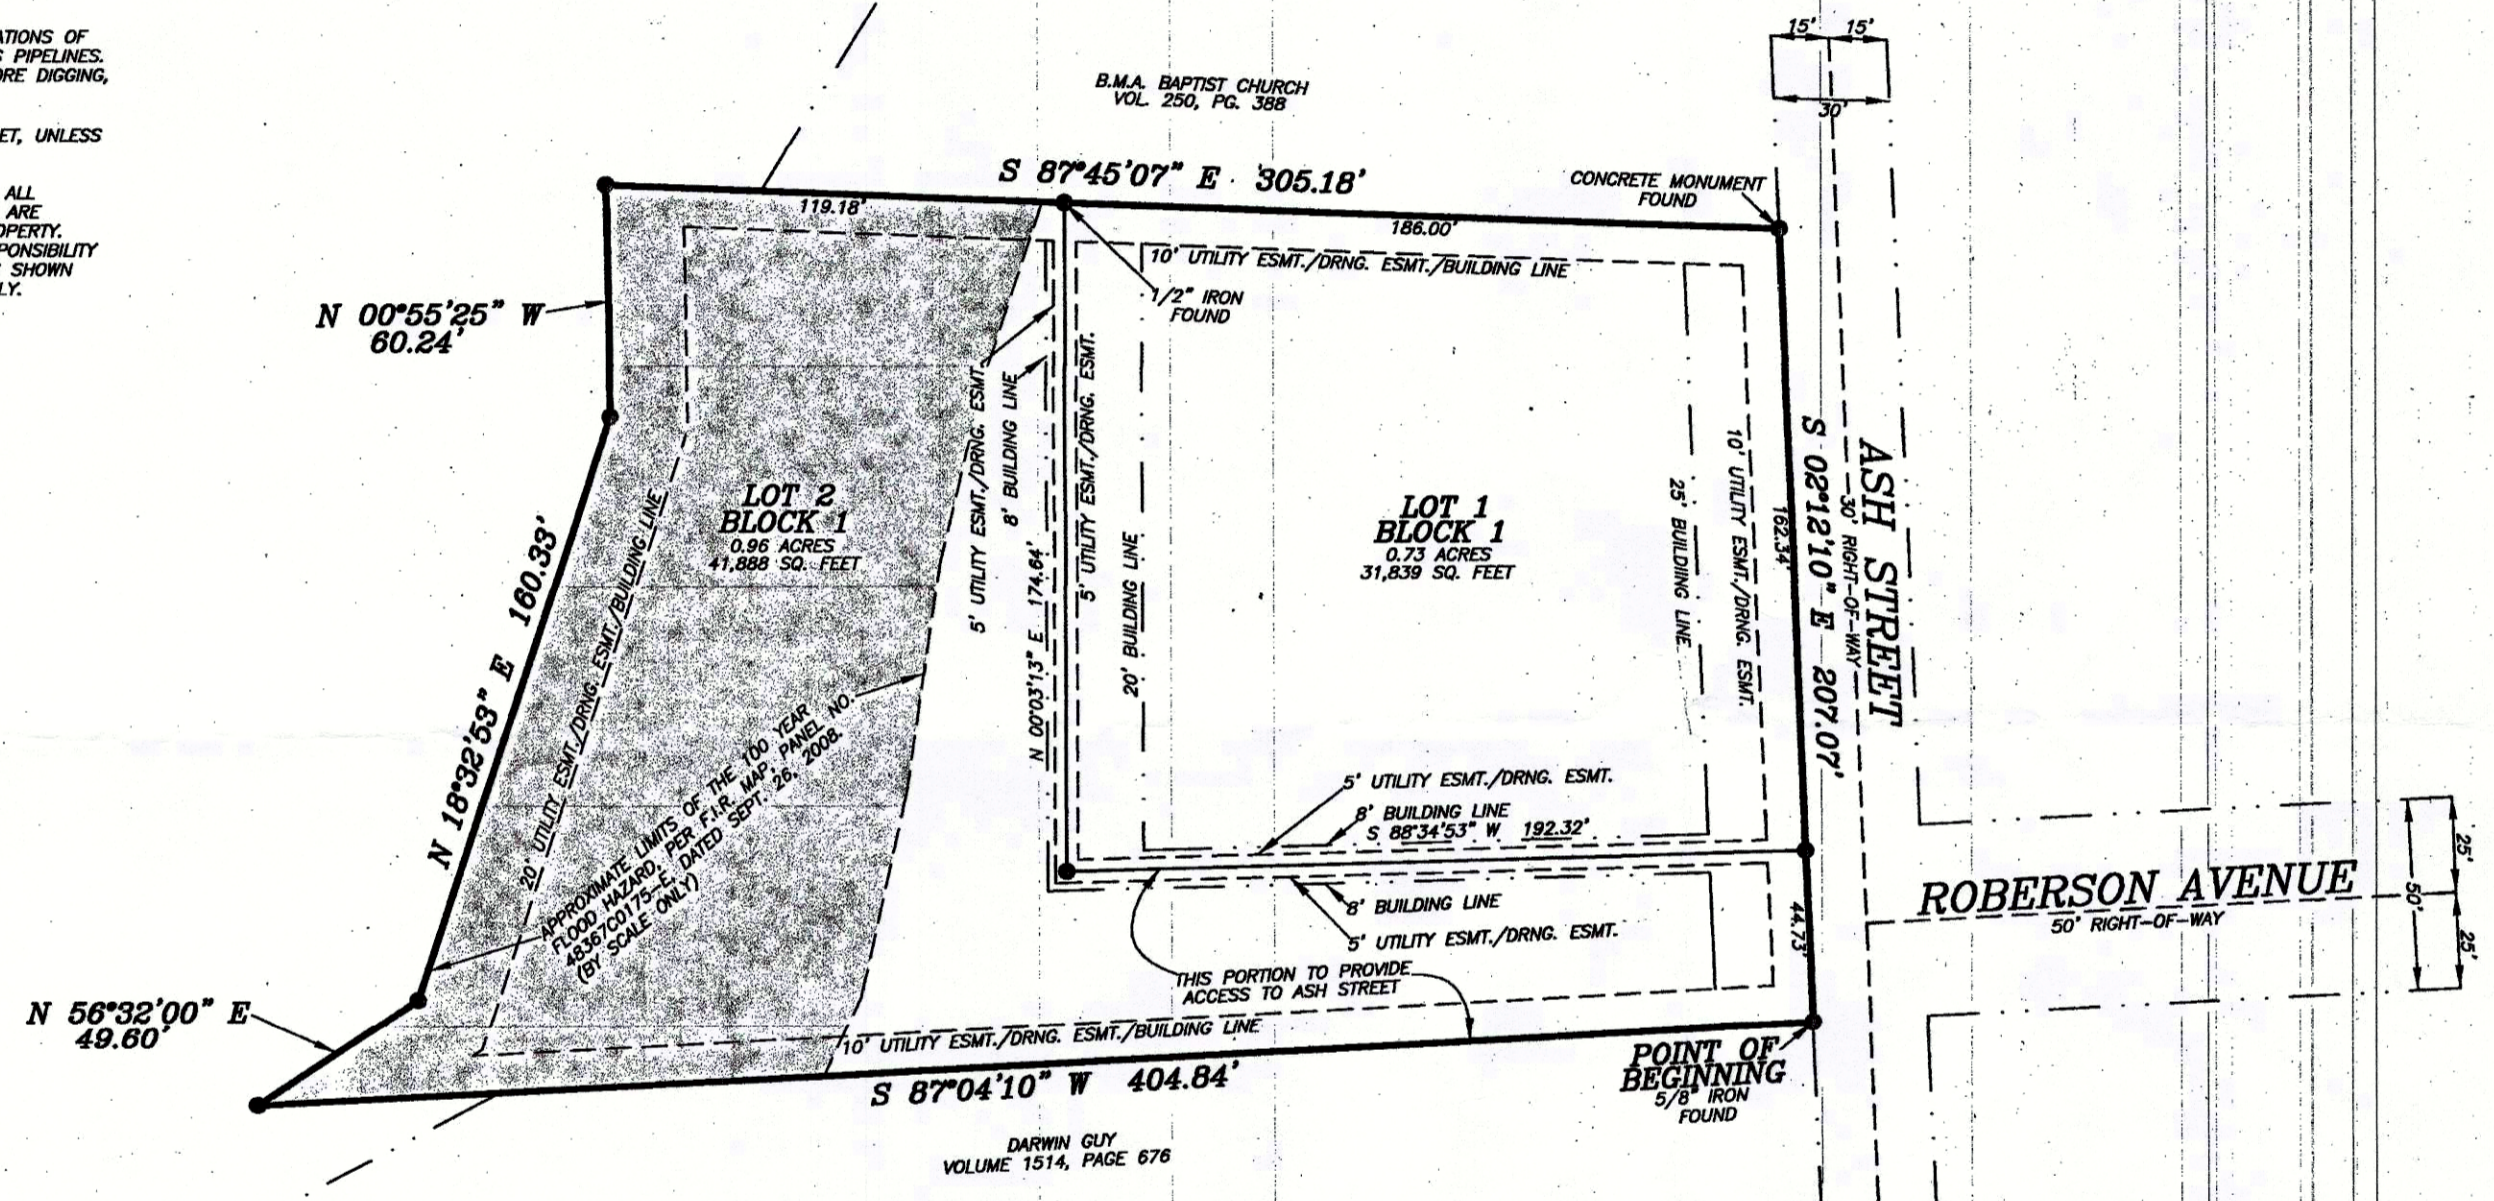 ATIONS OF
S PIPELINES.
ORE DIGGING,
ET, UNLESS
ALL
ARE
OPERTY.
PONSIBILITY
SHOWN
LY.
B.M.A. BAPTIST CHURCH
VOL. 250, PG. 388
15' 15'
30'
S 87°45'07" E 305.18'
119.18'
186.00'
CONCRETE MONUMENT
FOUND
10' UTILITY ESMT./DRNG. ESMT./BUILDING LINE
1/2" IRON
FOUND
N 00°55'25" W
60.24'
5' UTILITY ESMT./DRNG. ESMT.
8' BUILDING LINE
N 00°03'13" E 174.64'
5' UTILITY ESMT./DRNG. ESMT.
20' BUILDING LINE
LOT 2
BLOCK 1
0.96 ACRES
41,888 SQ. FEET
LOT 1
BLOCK 1
0.73 ACRES
31,839 SQ. FEET
25' BUILDIING LINE
10' UTILITY ESMT./DRNG. ESMT.
162.34'
S 02°12'10" E 207.07'
30' RIGHT-OF-WAY
ASH STREET
N 18°32'53" E 160.33'
20' UTILITY ESMT./DRNG. ESMT./BUILDING LINE
APPROXIMATE LIMITS OF THE 100 YEAR
FLOOD HAZARD, PER F.I.R. MAP, PANEL NO.
48367C0175-E, DATED SEPT. 26, 2008.
(BY SCALE ONLY)
5' UTILITY ESMT./DRNG. ESMT.
8' BUILDING LINE
S 88°34'53" W 192.32'
8' BUILDING LINE
5' UTILITY ESMT./DRNG. ESMT.
44.73'
THIS PORTION TO PROVIDE
ACCESS TO ASH STREET
ROBERSON AVENUE
50' RIGHT-OF-WAY
25'
50'
25'
N 56°32'00" E
49.60'
10' UTILITY ESMT./DRNG. ESMT./BUILDING LINE
S 87°04'10" W 404.84'
POINT OF
BEGINNING
5/8" IRON
FOUND
DARWIN GUY
VOLUME 1514, PAGE 676